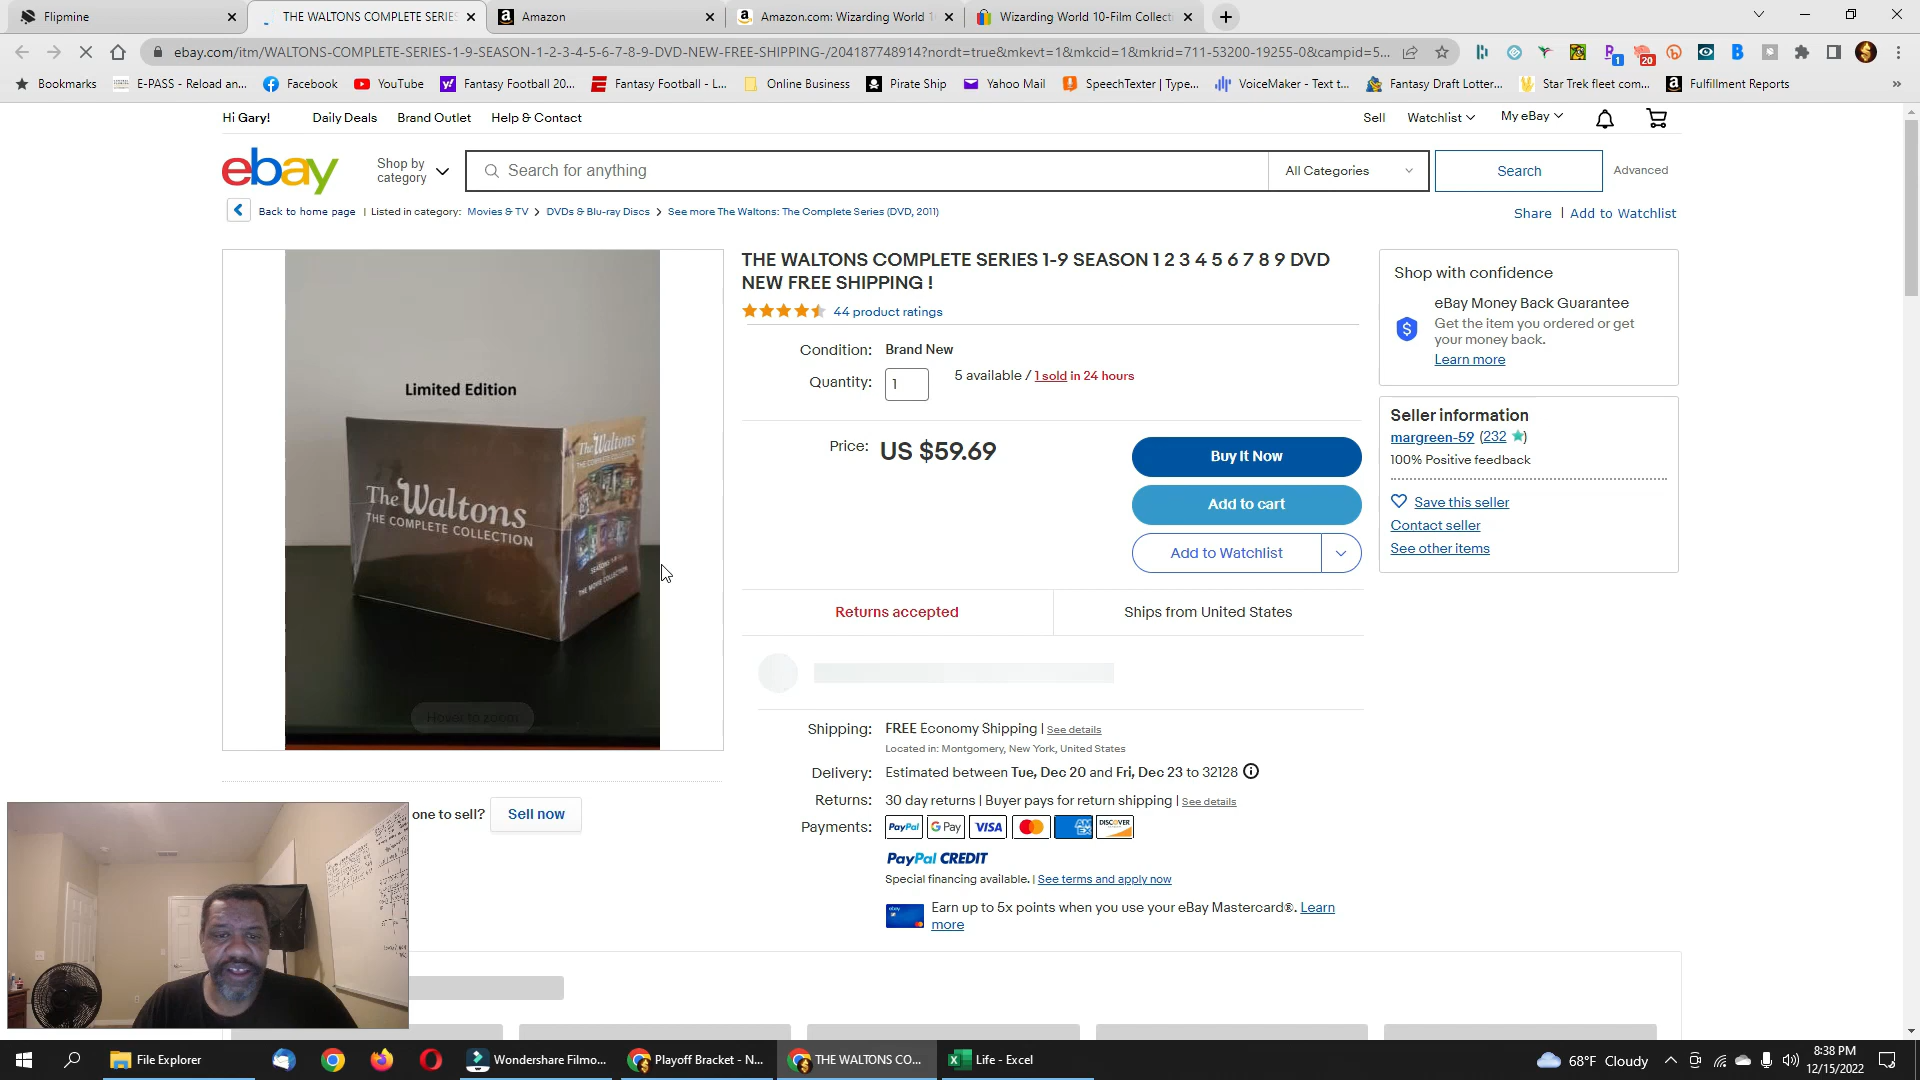 Flipmine
THE WALTONS COMPLETE SERIES
Amazon
Amazon.com: Wizarding World 1
Wizarding World 10-Film Collect
ebay.com/itm/WALTONS-COMPLETE-SERIES-1-9-SEASON-1-2-3-4-5-6-7-8-9-DVD-NEW-FREE-SHIPPING-/204187748914?nordt=true&mkevt=1&mkcid=1&mkrid=711-53200-19255-0&campid=5...
Bookmarks
E-PASS - Reload an...
Facebook
YouTube
Fantasy Football 20...
Fantasy Football - L...
Online Business
Pirate Ship
Yahoo Mail
SpeechTexter | Type...
VoiceMaker - Text t...
Fantasy Draft Lotter...
Star Trek fleet com...
Fulfillment Reports
Hi Gary!
Daily Deals
Brand Outlet
Help & Contact
Sell
Watchlist
My eBay
ebay
Shop by
category
Search for anything
All Categories
Search
Advanced
Back to home page | Listed in category: Movies & TV > DVDs & Blu-ray Discs > See more The Waltons: The Complete Series (DVD, 2011)
Share | Add to Watchlist
Limited Edition
The Waltons
THE COMPLETE COLLECTION
The Waltons
THE COMPLETE COLLECTION
THE MOVIE COLLECTION
Hover to zoom
THE WALTONS COMPLETE SERIES 1-9 SEASON 1 2 3 4 5 6 7 8 9 DVD
NEW FREE SHIPPING !
44 product ratings
Condition: Brand New
Quantity: 1
5 available / 1 sold in 24 hours
Price: US $59.69
Buy It Now
Add to cart
Add to Watchlist
Returns accepted
Ships from United States
Shipping: FREE Economy Shipping | See details
Located in: Montgomery, New York, United States
Delivery: Estimated between Tue, Dec 20 and Fri, Dec 23 to 32128
Returns: 30 day returns | Buyer pays for return shipping | See details
Payments: PayPal G Pay VISA AM EX DISCOVER
PayPal CREDIT
Special financing available. | See terms and apply now
Earn up to 5x points when you use your eBay Mastercard®. Learn
more
Shop with confidence
eBay Money Back Guarantee
Get the item you ordered or get
your money back.
Learn more
Seller information
margreen-59 (232)
100% Positive feedback
Save this seller
Contact seller
See other items
one to sell?
Sell now
File Explorer
Wondershare Filmo...
Playoff Bracket - N...
THE WALTONS CO...
Life - Excel
68°F Cloudy
8:38 PM
12/15/2022